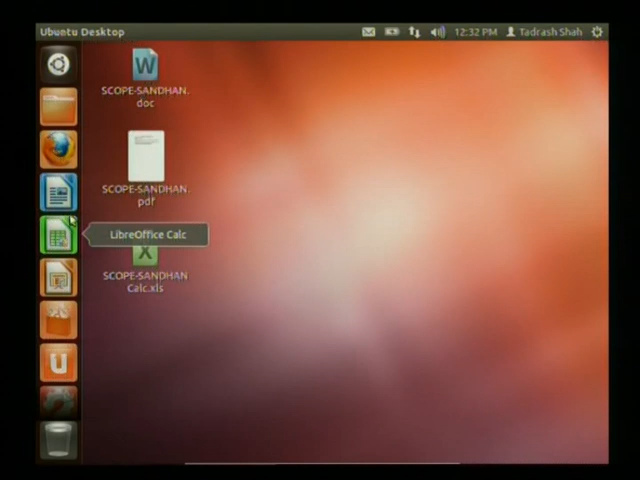 Ubuntu Desktop
12:32 PM
Tadrash Shah
W
SCOPE-SANDHAN.
doc
SCOPE-SANDHAN.
pdf
LibreOffice Calc
X
SCOPE-SANDHAN
Calc.xls
U